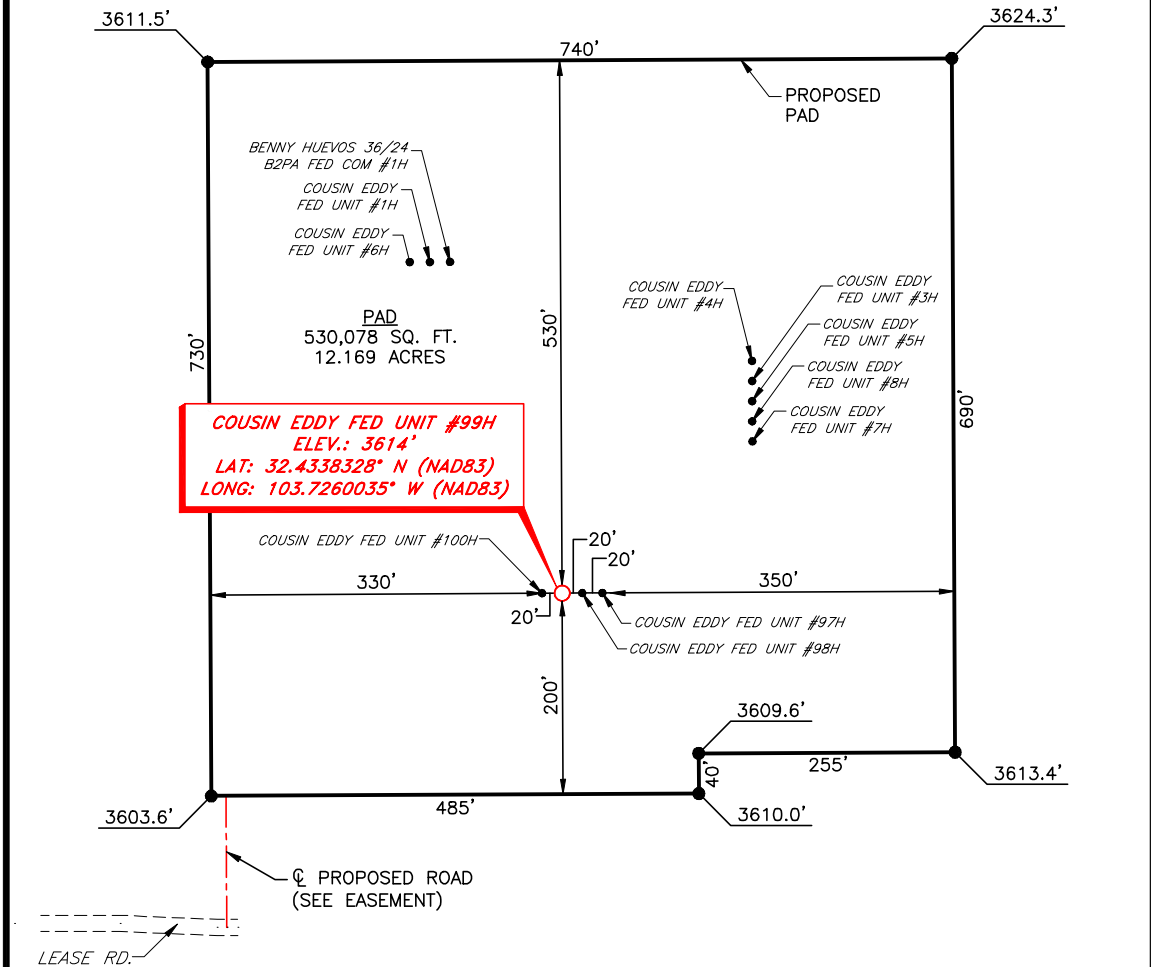 3611.5'
3624.3'
740'
PROPOSED
PAD
BENNY HUEVOS 36/24
B2PA FED COM #1H
COUSIN EDDY
FED UNIT #1H
COUSIN EDDY
FED UNIT #6H
COUSIN EDDY
FED UNIT #4H
COUSIN EDDY
FED UNIT #3H
COUSIN EDDY
FED UNIT #5H
COUSIN EDDY
FED UNIT #8H
COUSIN EDDY
FED UNIT #7H
PAD
530,078 SQ. FT.
12.169 ACRES
730'
530'
690'
COUSIN EDDY FED UNIT #99H
ELEV.: 3614'
LAT: 32.4338328° N (NAD83)
LONG: 103.7260035° W (NAD83)
COUSIN EDDY FED UNIT #100H
20'
20'
330'
350'
20'
COUSIN EDDY FED UNIT #97H
COUSIN EDDY FED UNIT #98H
200'
3609.6'
40'
255'
3613.4'
485'
3603.6'
3610.0'
℄ PROPOSED ROAD
(SEE EASEMENT)
LEASE RD.